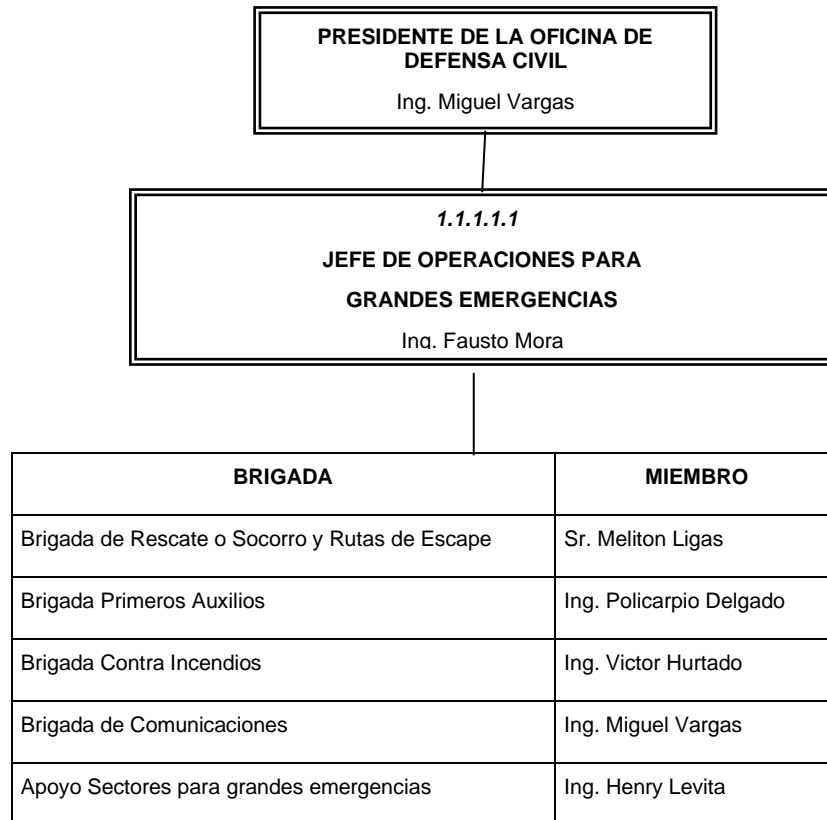 PRESIDENTE DE LA OFICINA DE
DEFENSA CIVIL
Ing. Miguel Vargas
1.1.1.1.1
JEFE DE OPERACIONES PARA
GRANDES EMERGENCIAS
Ing. Fausto Mora
BRIGADA MIEMBRO
Brigada de Rescate o Socorro y Rutas de Escape Sr. Meliton Ligas
Brigada Primeros Auxilios Ing. Policarpio Delgado
Brigada Contra Incendios Ing. Victor Hurtado
Brigada de Comunicaciones Ing. Miguel Vargas
Apoyo Sectores para grandes emergencias Ing. Henry Levita